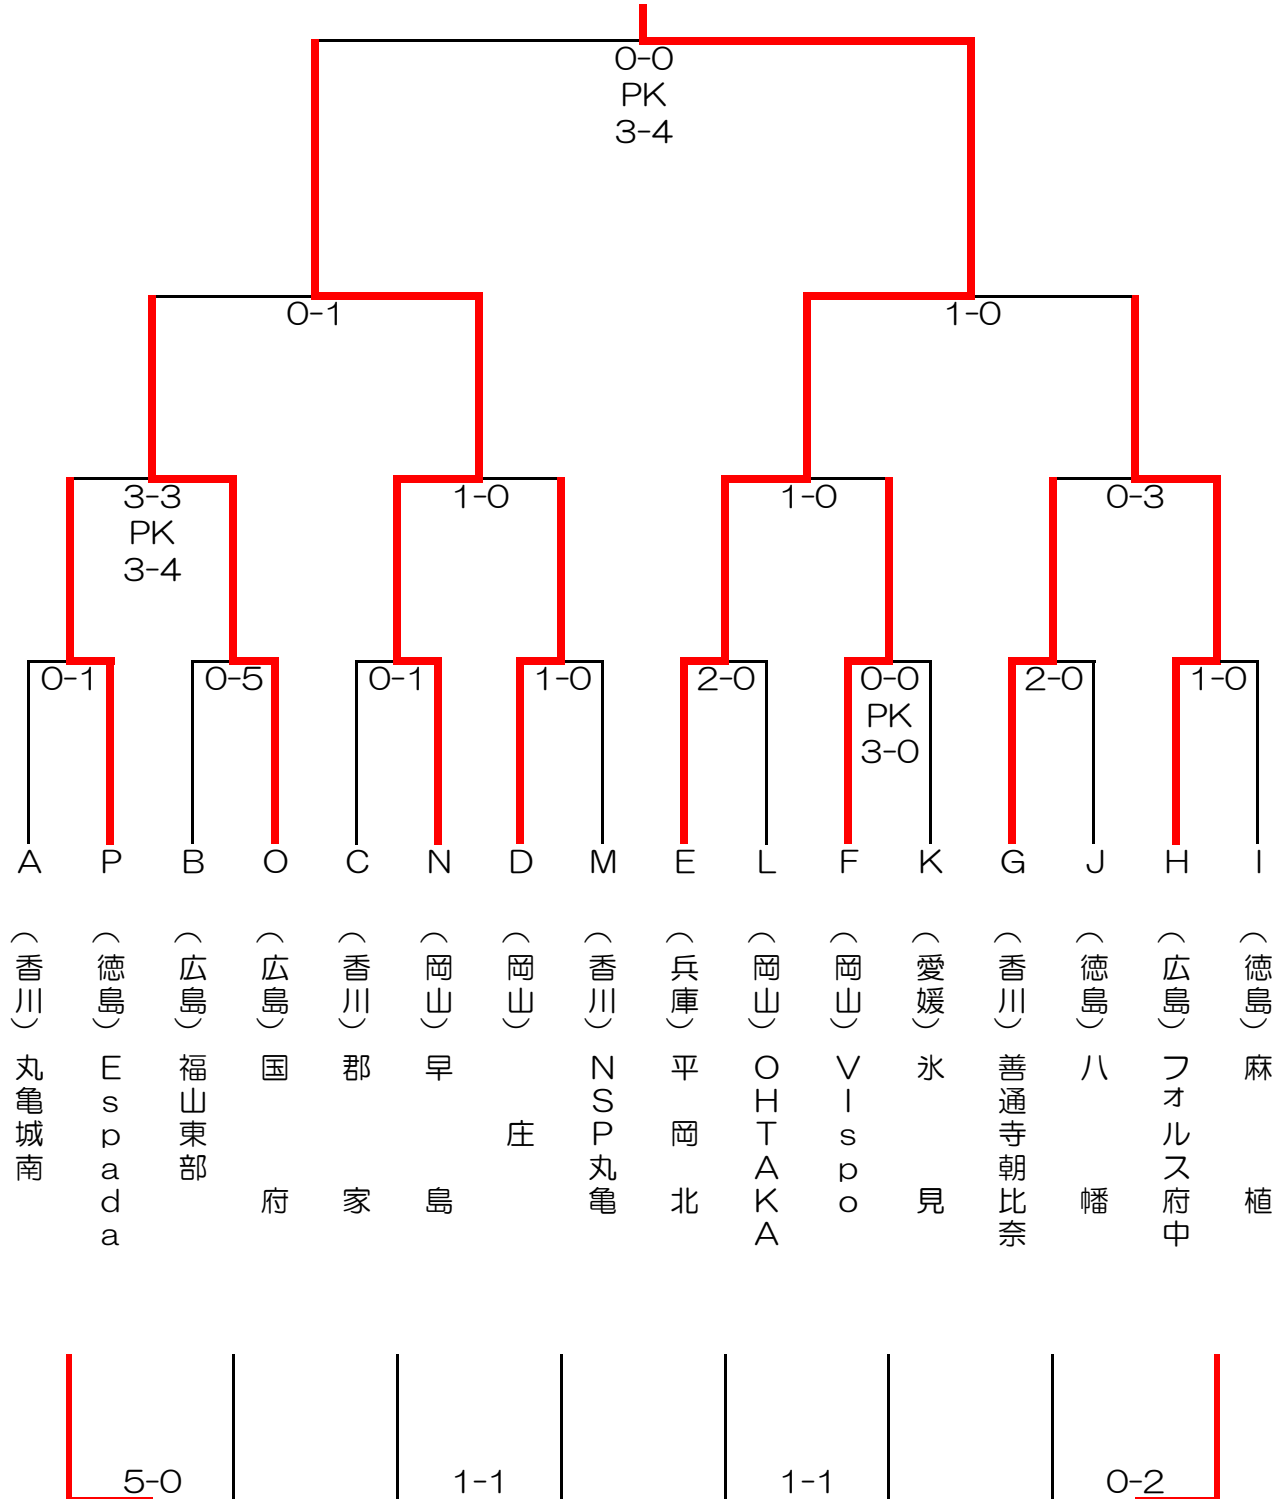 0-0
PK
3-4
0-1
1-0
3-3
PK
3-4
1-0
1-0
0-3
0-1
0-5
0-1
1-0
2-0
0-0
PK
3-0
2-0
1-0
A
P
B
O
C
N
D
M
E
L
F
K
G
J
H
I
(香川) 丸亀城南
(徳島) Espada
(広島) 福山東部
(広島) 国府
(香川) 郡家
(岡山) 早島
(岡山) 庄
(香川) NSP丸亀
(兵庫) 平岡北
(岡山) OHTAKA
(岡山) VIspo
(愛媛) 氷見
(香川) 善通寺朝比奈
(徳島) 八幡
(広島) フォルス府中
(徳島) 麻植
5-0
1-1
1-1
0-2